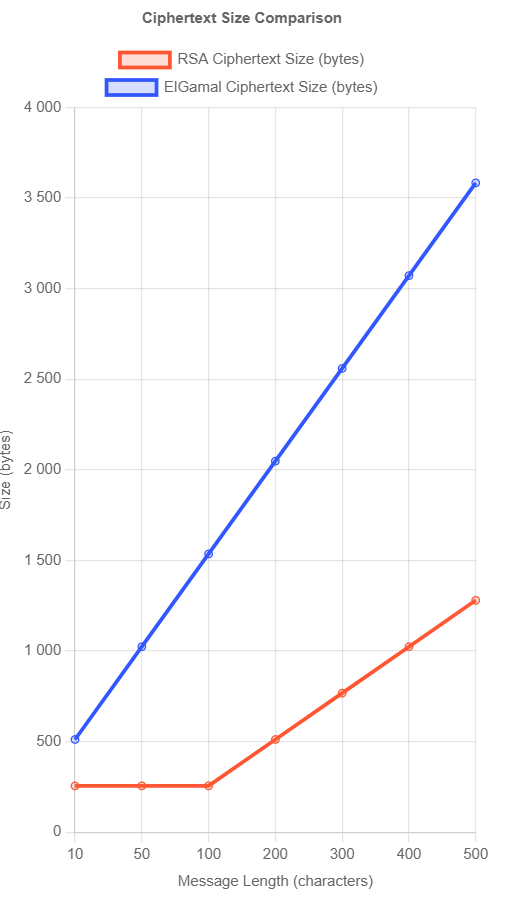 Ciphertext Size Comparison
RSA Ciphertext Size (bytes)
ElGamal Ciphertext Size (bytes)
4 000
3 500
3 000
2 500
2 000
1 500
1 000
500
0
Size (bytes)
10 50 100 200 300 400 500
Message Length (characters)